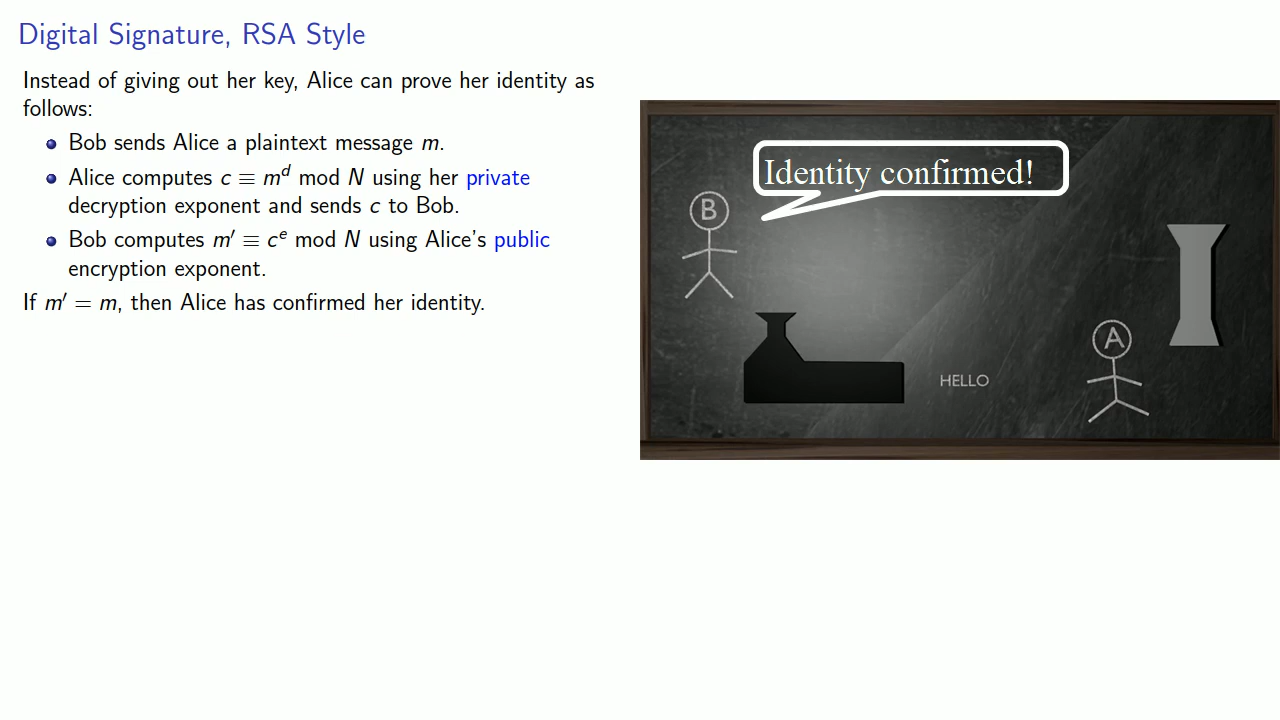 Digital Signature, RSA Style
Instead of giving out her key, Alice can prove her identity as
follows:
Bob sends Alice a plaintext message m.
Alice computes c ≡ m^d mod N using her private
decryption exponent and sends c to Bob.
Bob computes m′ ≡ c^e mod N using Alice's public
encryption exponent.
If m′ = m, then Alice has confirmed her identity.
Identity confirmed!
B
A
HELLO